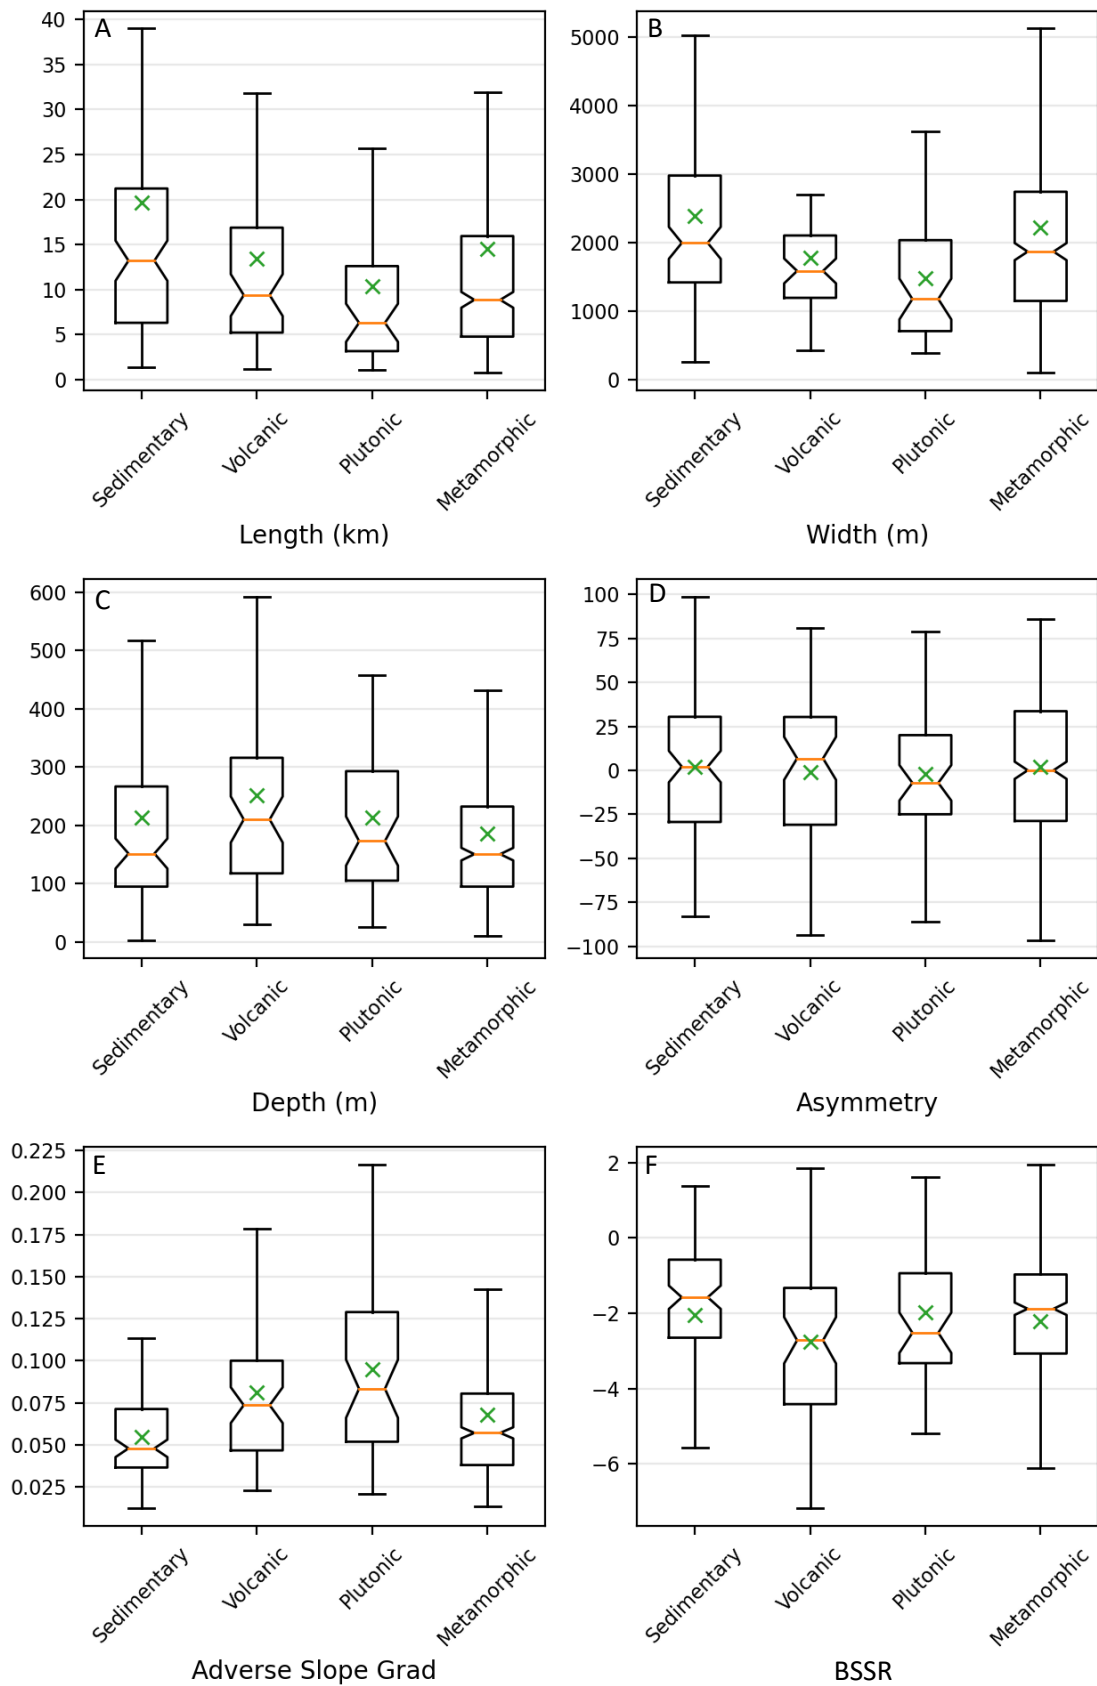 A
40
35
30
25
20
15
10
5
0
Sedimentary
Volcanic
Plutonic
Metamorphic
Length (km)
B
5000
4000
3000
2000
1000
0
Sedimentary
Volcanic
Plutonic
Metamorphic
Width (m)
C
600
500
400
300
200
100
0
Sedimentary
Volcanic
Plutonic
Metamorphic
Depth (m)
D
100
75
50
25
0
−25
−50
−75
−100
Sedimentary
Volcanic
Plutonic
Metamorphic
Asymmetry
E
0.225
0.200
0.175
0.150
0.125
0.100
0.075
0.050
0.025
Sedimentary
Volcanic
Plutonic
Metamorphic
Adverse Slope Grad
F
2
0
−2
−4
−6
Sedimentary
Volcanic
Plutonic
Metamorphic
BSSR